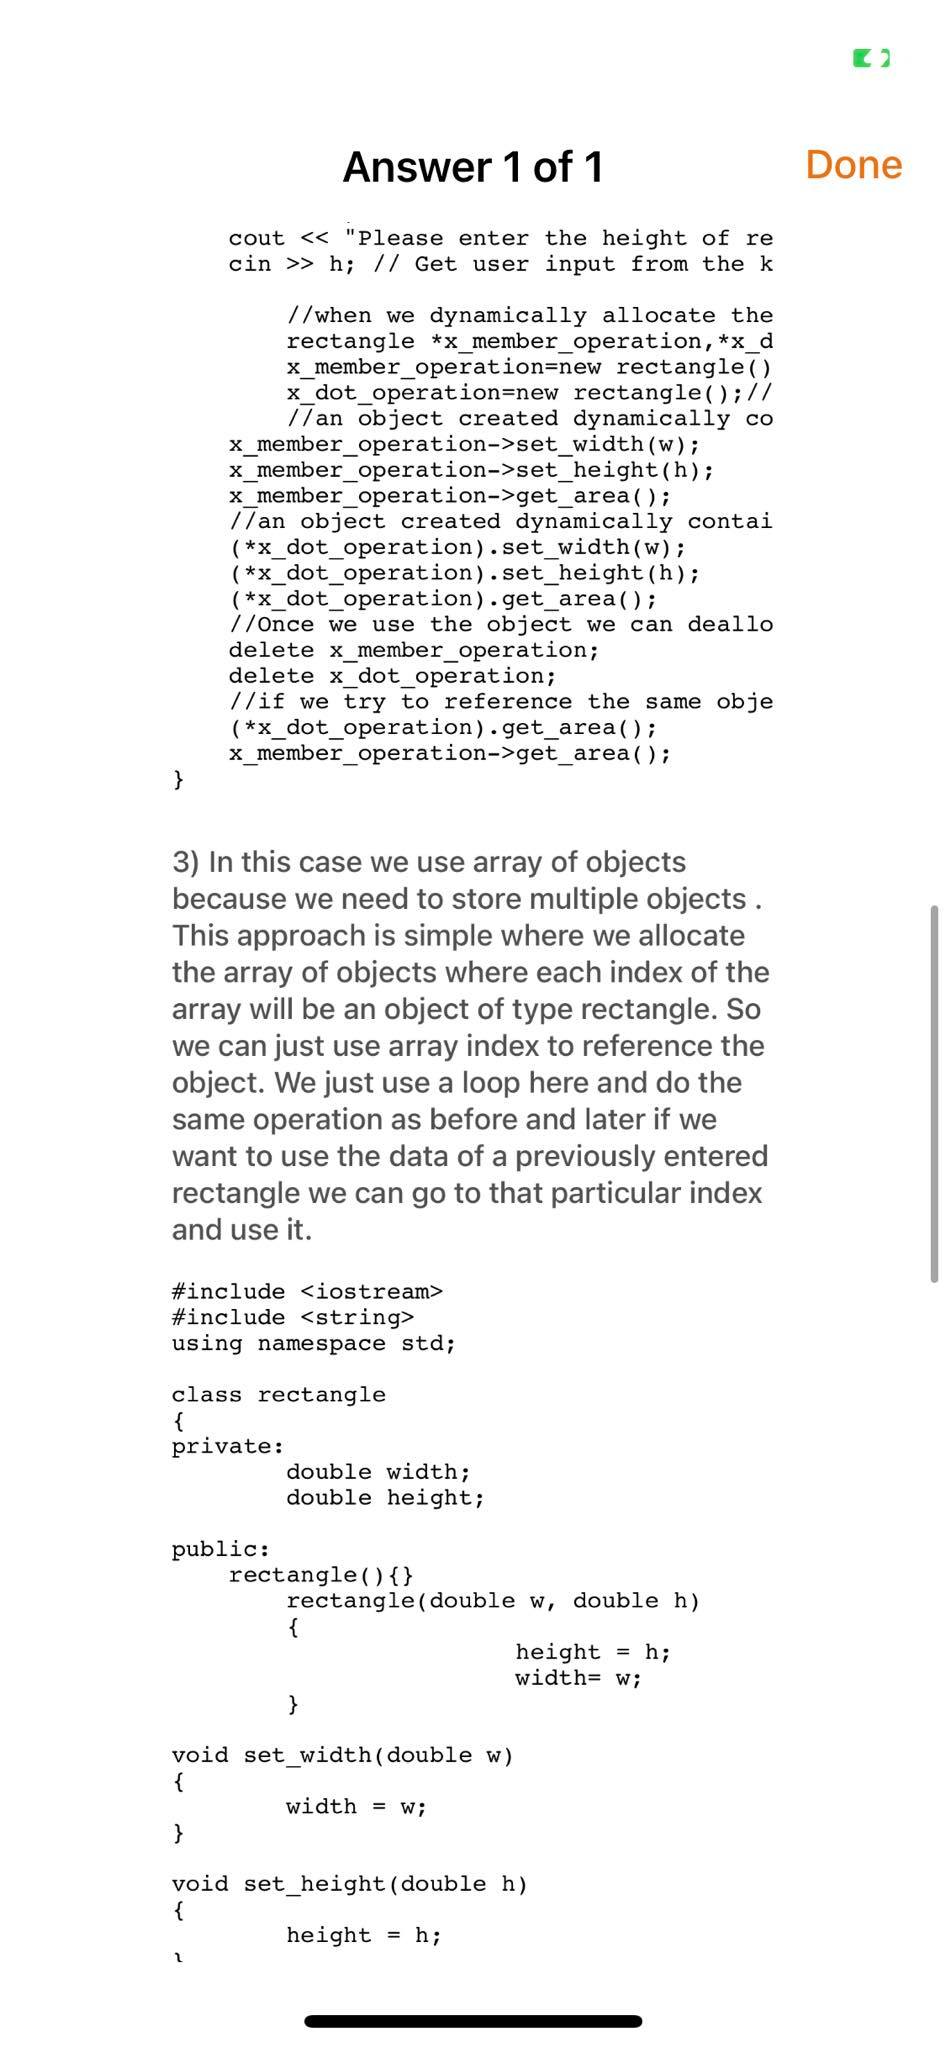 Answer 1 of 1
Done
cout << "Please enter the height of re
cin >> h; // Get user input from the k
//when we dynamically allocate the
rectangle *x_member_operation,*x_d
x_member_operation=new rectangle()
x_dot_operation=new rectangle();//
//an object created dynamically co
x_member_operation->set_width(w);
x_member_operation->set_height(h);
x_member_operation->get_area();
//an object created dynamically contai
(*x_dot_operation).set_width(w);
(*x_dot_operation).set_height(h);
(*x_dot_operation).get_area();
//Once we use the object we can deallo
delete x_member_operation;
delete x_dot_operation;
//if we try to reference the same obje
(*x_dot_operation).get_area();
x_member_operation->get_area();
}
3) In this case we use array of objects
because we need to store multiple objects .
This approach is simple where we allocate
the array of objects where each index of the
array will be an object of type rectangle. So
we can just use array index to reference the
object. We just use a loop here and do the
same operation as before and later if we
want to use the data of a previously entered
rectangle we can go to that particular index
and use it.
#include <iostream>
#include <string>
using namespace std;
class rectangle
{
private:
double width;
double height;
public:
rectangle(){}
rectangle(double w, double h)
{
height = h;
width= w;
}
void set_width(double w)
{
width = w;
}
void set_height(double h)
{
height = h;
}